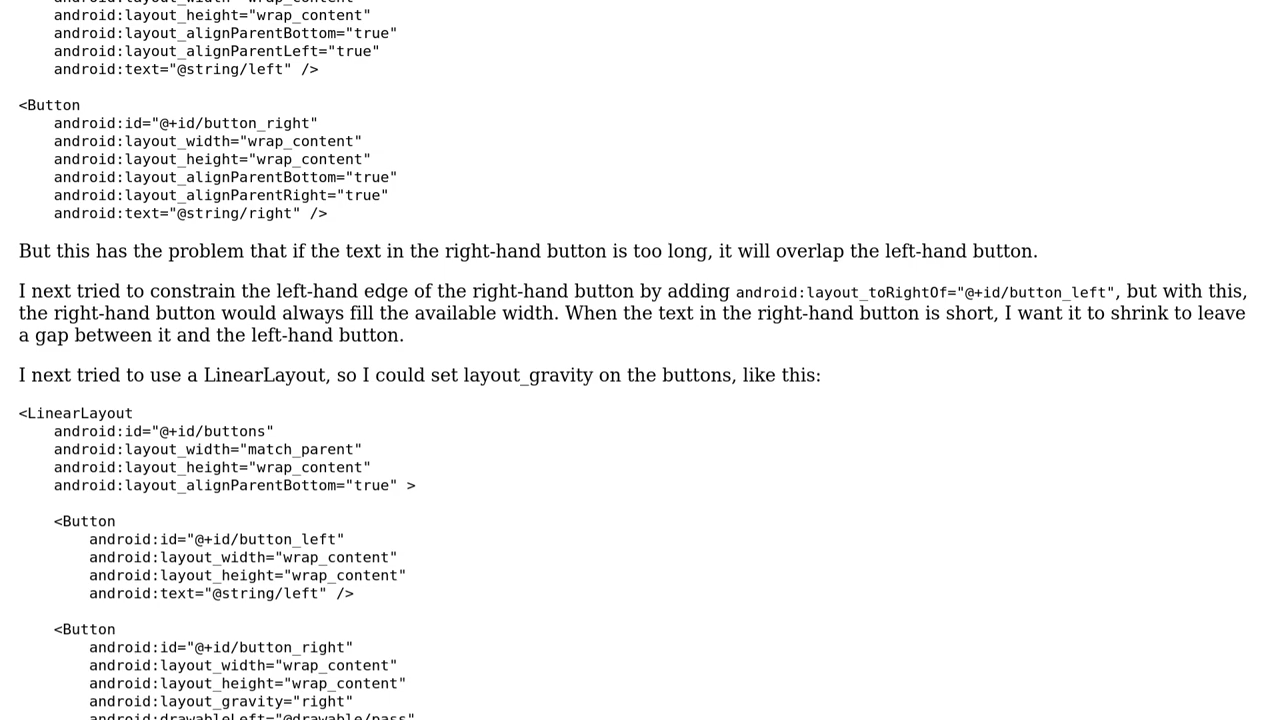 android:layout_width="wrap_content"
android:layout_height="wrap_content"
android:layout_alignParentBottom="true"
android:layout_alignParentLeft="true"
android:text="@string/left" />
<Button
android:id="@+id/button_right"
android:layout_width="wrap_content"
android:layout_height="wrap_content"
android:layout_alignParentBottom="true"
android:layout_alignParentRight="true"
android:text="@string/right" />
But this has the problem that if the text in the right-hand button is too long, it will overlap the left-hand button.
I next tried to constrain the left-hand edge of the right-hand button by adding android:layout_toRightOf="@+id/button_left", but with this,
the right-hand button would always fill the available width. When the text in the right-hand button is short, I want it to shrink to leave
a gap between it and the left-hand button.
I next tried to use a LinearLayout, so I could set layout_gravity on the buttons, like this:
<LinearLayout
android:id="@+id/buttons"
android:layout_width="match_parent"
android:layout_height="wrap_content"
android:layout_alignParentBottom="true" >
<Button
android:id="@+id/button_left"
android:layout_width="wrap_content"
android:layout_height="wrap_content"
android:text="@string/left" />
<Button
android:id="@+id/button_right"
android:layout_width="wrap_content"
android:layout_height="wrap_content"
android:layout_gravity="right"
android:drawableLeft="@drawable/pass"